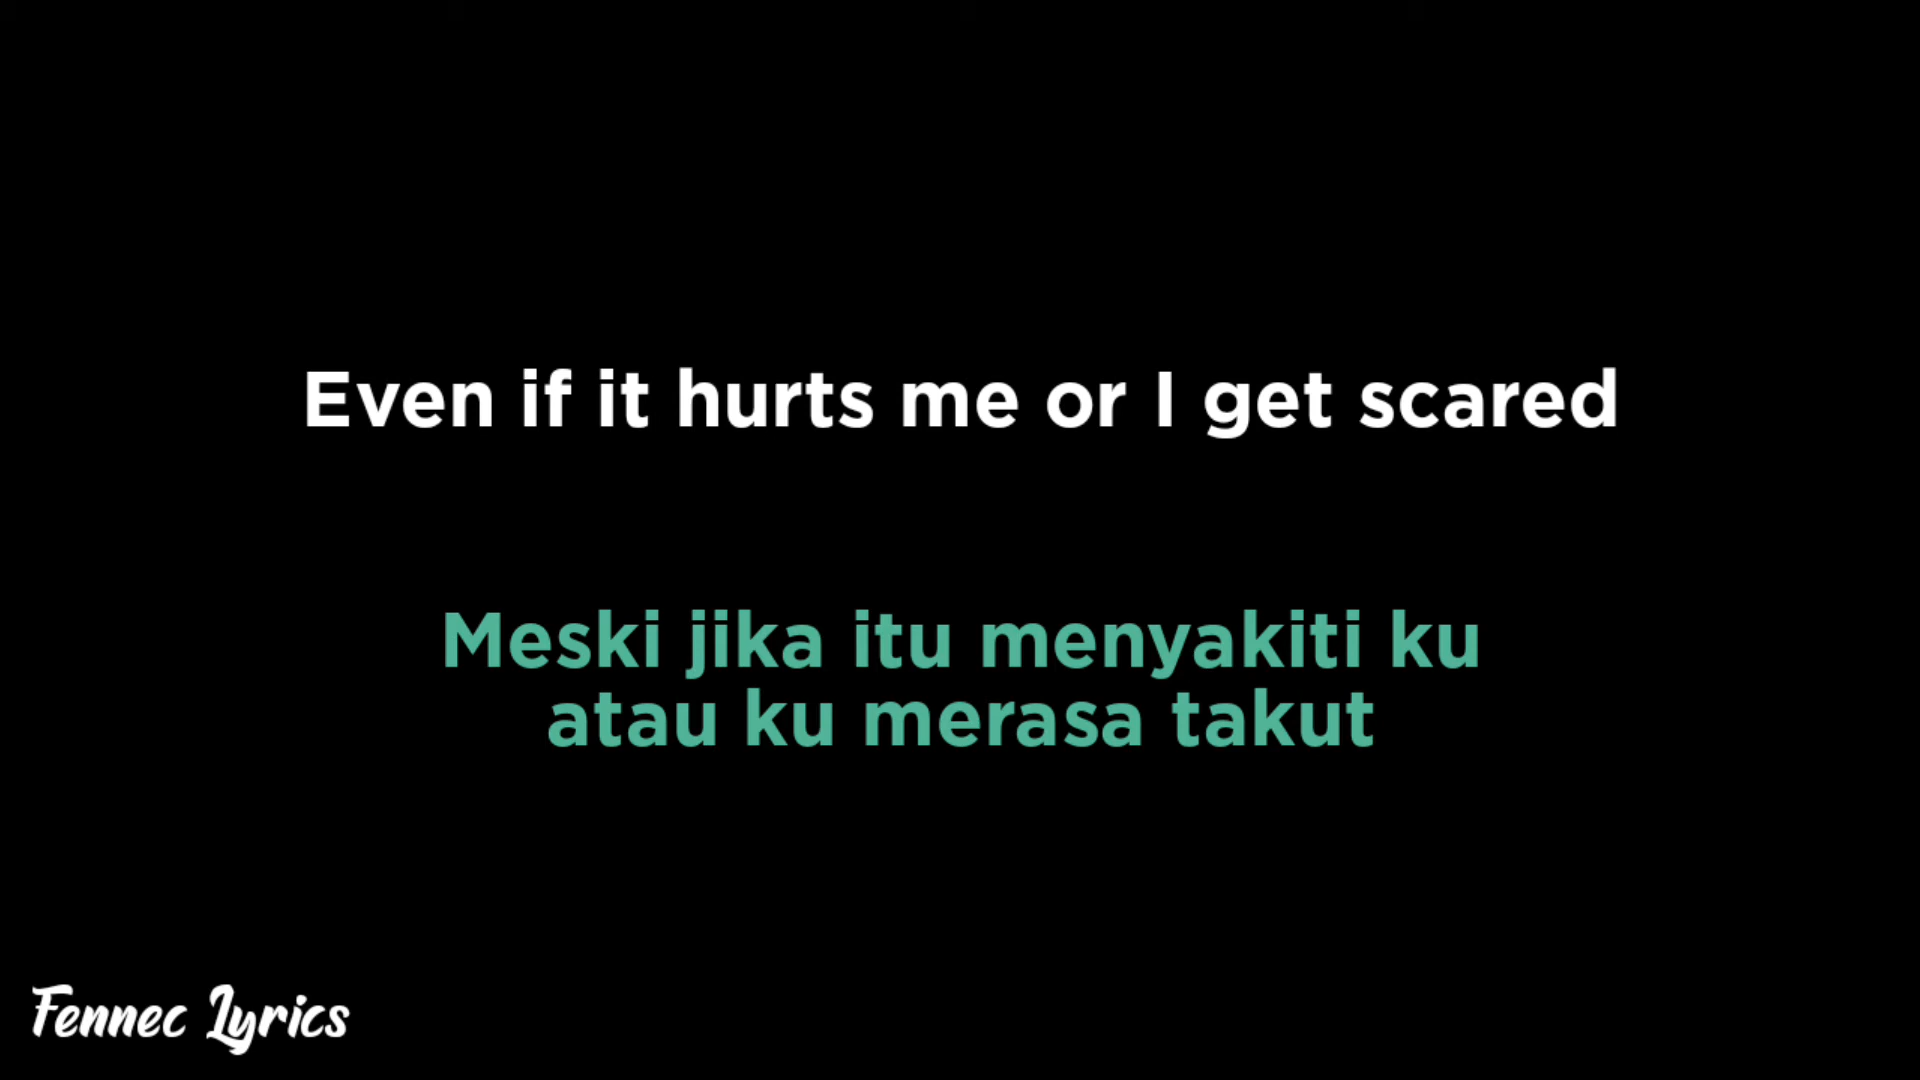 Even if it hurts me or I get scared
Meski jika itu menyakiti ku
atau ku merasa takut
Fennec Lyrics